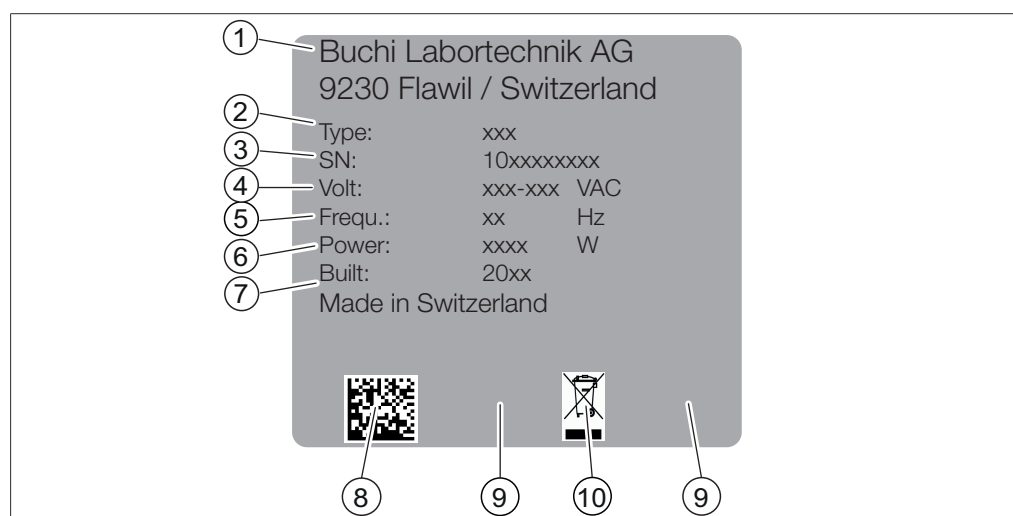 1 Buchi Labortechnik AG
9230 Flawil / Switzerland
2 Type: xxx
3 SN: 10xxxxxxxx
4 Volt: xxx-xxx VAC
5 Frequ.: xx Hz
6 Power: xxxx W
7 Built: 20xx
Made in Switzerland
8 9 10 9